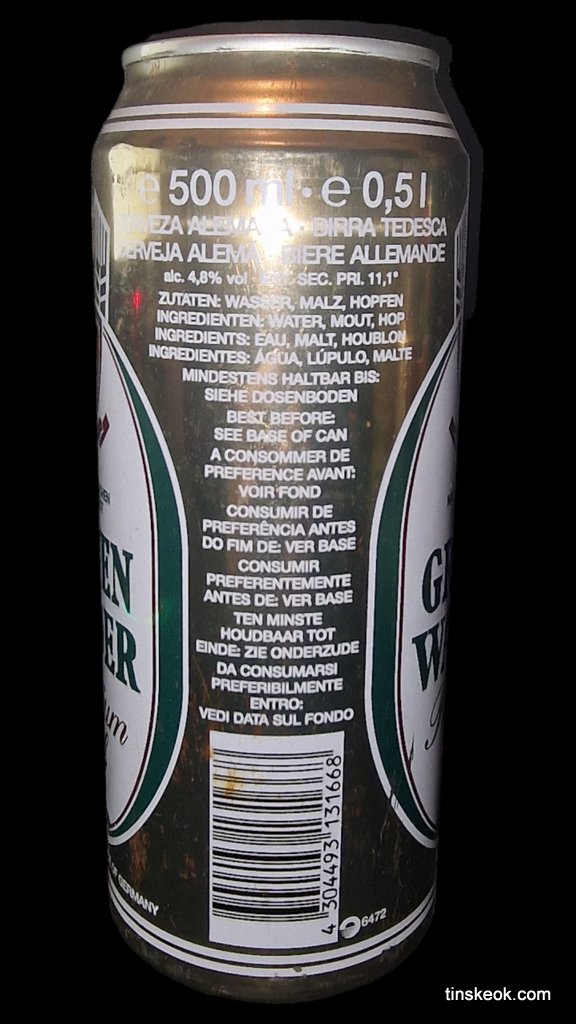 e 500 ml · e 0,5 l
BIRRA TEDESCA
BIERE ALLEMANDE
alc. 4,8% vol SEC. PRI. 11,1°
ZUTATEN: WASSER, MALZ, HOPFEN
INGREDIENTEN: WATER, MOUT, HOP
INGREDIENTS: EAU, MALT, HOUBLON
INGREDIENTES: ÁGUA, LÚPULO, MALTE
MINDESTENS HALTBAR BIS:
SIEHE DOSENBODEN
BEST BEFORE:
SEE BASE OF CAN
A CONSOMMER DE
PREFERENCE AVANT:
VOIR FOND
CONSUMIR DE
PREFERÊNCIA ANTES
DO FIM DE: VER BASE
CONSUMIR
PREFERENTEMENTE
ANTES DE: VER BASE
TEN MINSTE
HOUDBAAR TOT
EINDE: ZIE ONDERZUDE
DA CONSUMARSI
PREFERIBILMENTE
ENTRO:
VEDI DATA SUL FONDO
4 304493 131668
6472
OF GERMANY
tinskeok.com